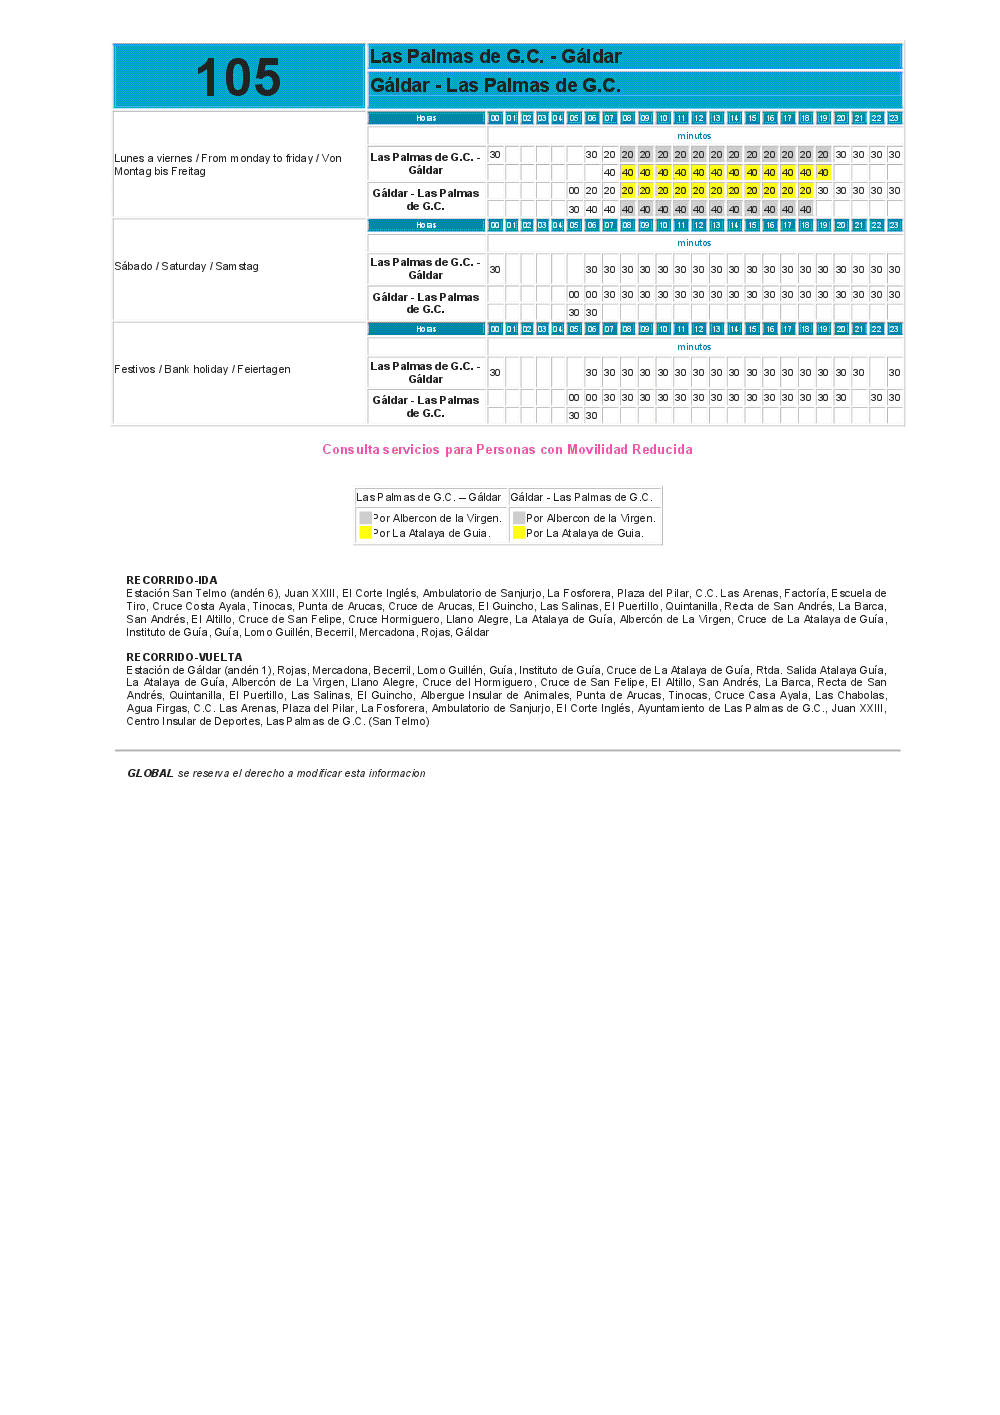 105
Las Palmas de G.C. - Gáldar
Gáldar - Las Palmas de G.C.
Lunes a viernes / From monday to friday / Von
Montag bis Freitag
Horas 00 01 02 03 04 05 06 07 08 09 10 11 12 13 14 15 16 17 18 19 20 21 22 23
minutos
Las Palmas de G.C. -
Gáldar
30 30 20 20 20 20 20 20 20 20 20 20 20 20 20 20 30 30 30 30
40 40 40 40 40 40 40 40 40 40 40 40 40
Gáldar - Las Palmas
de G.C.
00 20 20 20 20 20 20 20 20 20 20 20 20 20 30 30 30 30 30
30 40 40 40 40 40 40 40 40 40 40 40 40 40
Sábado / Saturday / Samstag
Horas 00 01 02 03 04 05 06 07 08 09 10 11 12 13 14 15 16 17 18 19 20 21 22 23
minutos
Las Palmas de G.C. -
Gáldar
30 30 30 30 30 30 30 30 30 30 30 30 30 30 30 30 30 30 30
Gáldar - Las Palmas
de G.C.
00 00 30 30 30 30 30 30 30 30 30 30 30 30 30 30 30 30 30
30 30
Festivos / Bank holiday / Feiertagen
Horas 00 01 02 03 04 05 06 07 08 09 10 11 12 13 14 15 16 17 18 19 20 21 22 23
minutos
Las Palmas de G.C. -
Gáldar
30 30 30 30 30 30 30 30 30 30 30 30 30 30 30 30 30 30
Gáldar - Las Palmas
de G.C.
00 00 30 30 30 30 30 30 30 30 30 30 30 30 30 30 30 30
30 30
Consulta servicios para Personas con Movilidad Reducida
Las Palmas de G.C. – Gáldar Gáldar - Las Palmas de G.C.
Por Albercon de la Virgen. Por Albercon de la Virgen.
Por La Atalaya de Guia. Por La Atalaya de Guia.
RECORRIDO-IDA
Estación San Telmo (andén 6), Juan XXIII, El Corte Inglés, Ambulatorio de Sanjurjo, La Fosforera, Plaza del Pilar, C.C. Las Arenas, Factoría, Escuela de
Tiro, Cruce Costa Ayala, Tinocas, Punta de Arucas, Cruce de Arucas, El Guincho, Las Salinas, El Puertillo, Quintanilla, Recta de San Andrés, La Barca,
San Andrés, El Altillo, Cruce de San Felipe, Cruce Hormiguero, Llano Alegre, La Atalaya de Guía, Albercón de La Virgen, Cruce de La Atalaya de Guía,
Instituto de Guía, Guía, Lomo Guillén, Becerril, Mercadona, Rojas, Gáldar
RECORRIDO-VUELTA
Estación de Gáldar (andén 1), Rojas, Mercadona, Becerril, Lomo Guillén, Guía, Instituto de Guía, Cruce de La Atalaya de Guía, Rtda. Salida Atalaya Guía,
La Atalaya de Guía, Albercón de La Virgen, Llano Alegre, Cruce del Hormiguero, Cruce de San Felipe, El Altillo, San Andrés, La Barca, Recta de San
Andrés, Quintanilla, El Puertillo, Las Salinas, El Guincho, Albergue Insular de Animales, Punta de Arucas, Tinocas, Cruce Casa Ayala, Las Chabolas,
Agua Firgas, C.C. Las Arenas, Plaza del Pilar, La Fosforera, Ambulatorio de Sanjurjo, El Corte Inglés, Ayuntamiento de Las Palmas de G.C., Juan XXIII,
Centro Insular de Deportes, Las Palmas de G.C. (San Telmo)
GLOBAL se reserva el derecho a modificar esta informacion